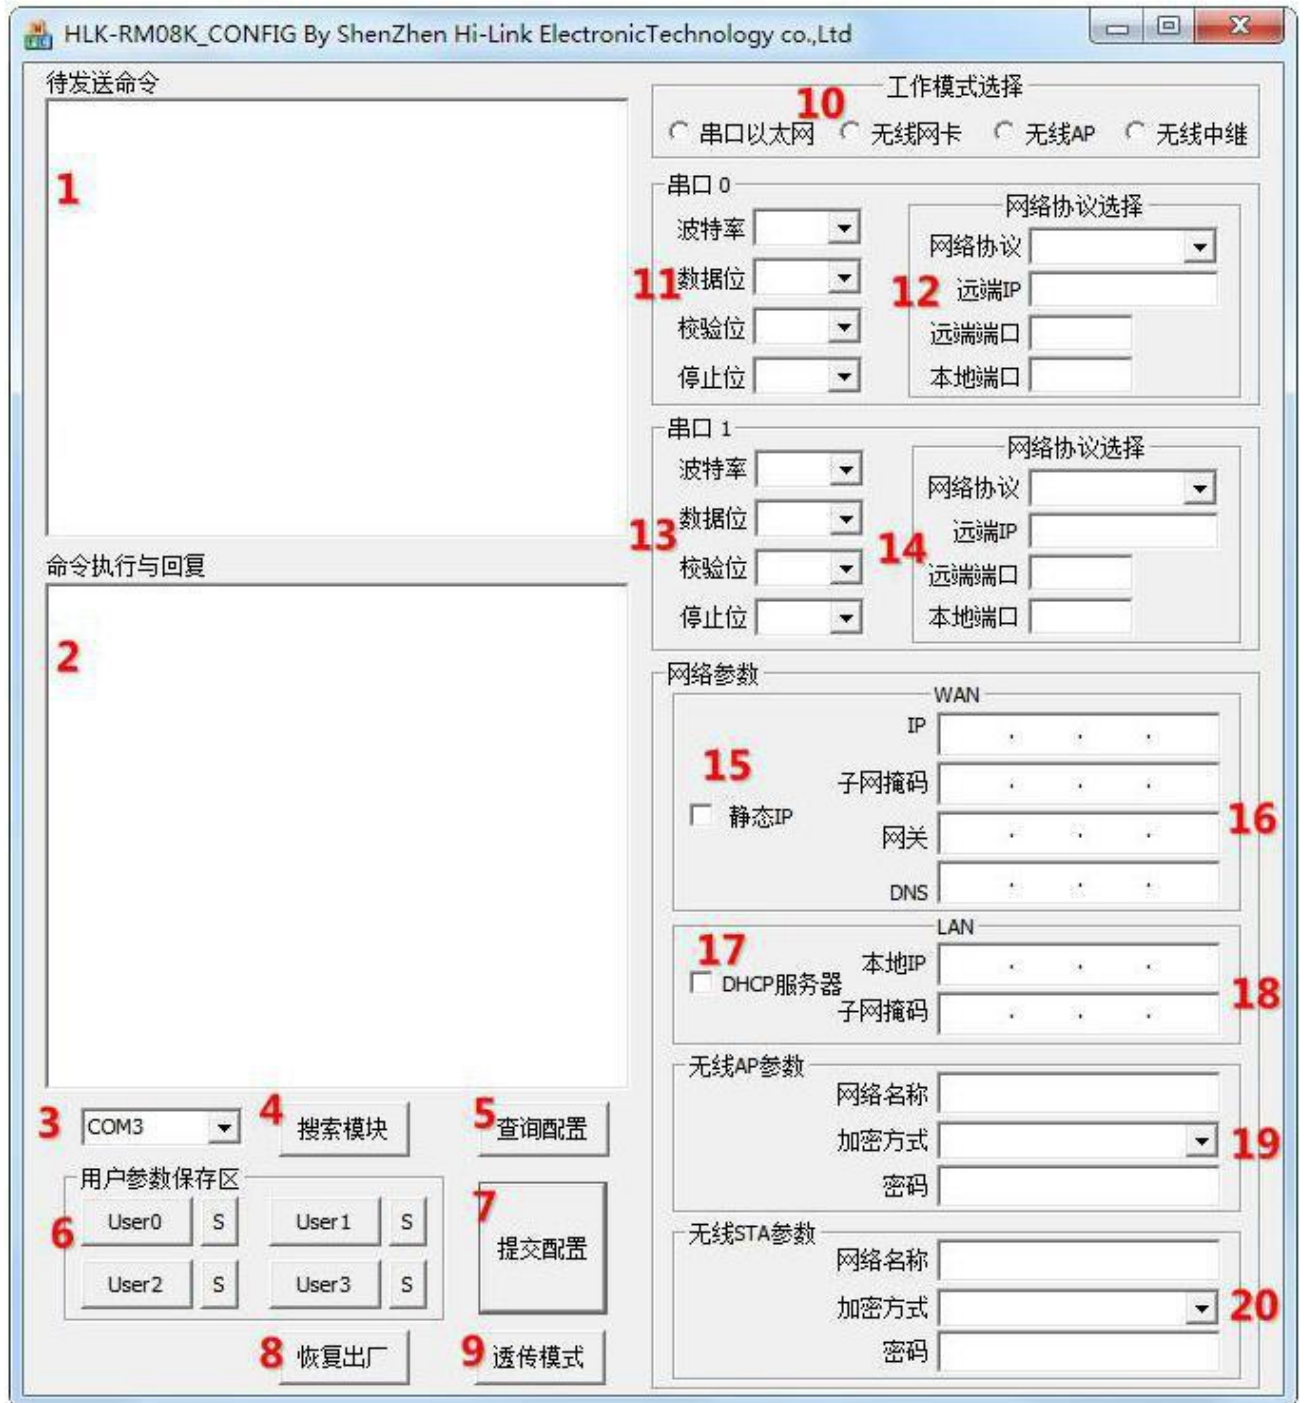 HLK-RM08K_CONFIG By ShenZhen Hi-Link ElectronicTechnology co.,Ltd
待发送命令
1
命令执行与回复
2
3 COM3
4 搜索模块
5 查询配置
用户参数保存区
6 User0 S User1 S
User2 S User3 S
7 提交配置
8 恢复出厂
9 透传模式
工作模式选择
10
串口以太网 无线网卡 无线AP 无线中继
串口 0
波特率
11 数据位
校验位
停止位
网络协议选择
网络协议
12 远端IP
远端端口
本地端口
串口 1
波特率
13 数据位
校验位
停止位
网络协议选择
网络协议
14 远端IP
远端端口
本地端口
网络参数
WAN
15
静态IP
IP . . .
子网掩码 . . .
16
网关 . . .
DNS . . .
LAN
17
DHCP服务器
本地IP . . .
18
子网掩码 . . .
无线AP参数
网络名称
加密方式 19
密码
无线STA参数
网络名称
加密方式 20
密码